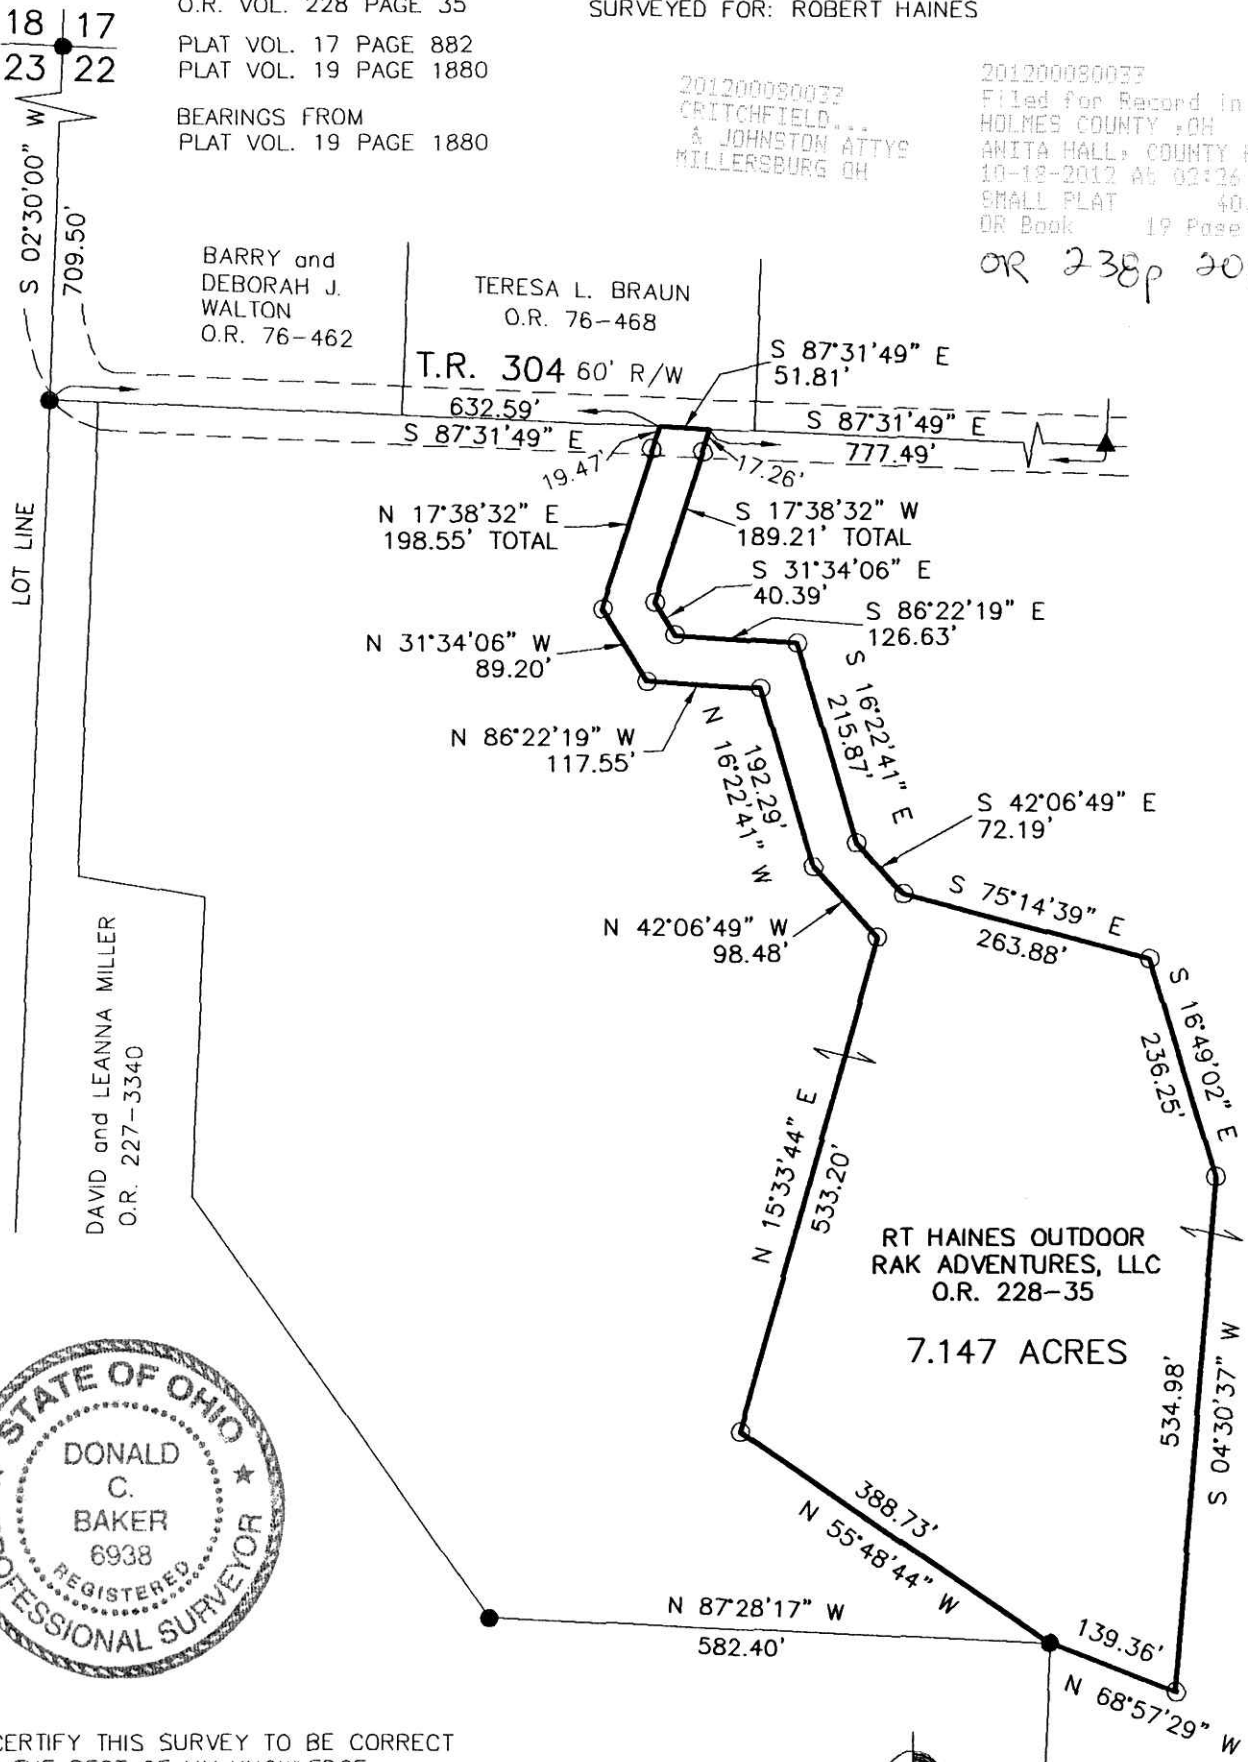 18 17
23 22
O.R. VOL. 228 PAGE 35
PLAT VOL. 17 PAGE 882
PLAT VOL. 19 PAGE 1880
BEARINGS FROM
PLAT VOL. 19 PAGE 1880
SURVEYED FOR: ROBERT HAINES
CRITCHFIELD...
& JOHNSTON ATTYS
MILLERSBURG OH
201200080033
Filed for Record in
HOLMES COUNTY, OH
ANITA HALL, COUNTY
10-18-2012 At 02:26
SMALL PLAT 40.
OR Book 19 Page
OR 238p 20
S 02°30'00" W
709.50'
BARRY and
DEBORAH J.
WALTON
O.R. 76-462
TERESA L. BRAUN
O.R. 76-468
T.R. 304 60' R/W
S 87°31'49" E
51.81'
632.59'
S 87°31'49" E
S 87°31'49" E
777.49'
19.47'
17.26'
N 17°38'32" E
198.55' TOTAL
S 17°38'32" W
189.21' TOTAL
LOT LINE
S 31°34'06" E
40.39'
S 86°22'19" E
126.63'
N 31°34'06" W
89.20'
N 86°22'19" W
117.55'
S 16°22'41" E
215.87'
192.29'
N 16°22'41" W
S 42°06'49" E
72.19'
N 42°06'49" W
98.48'
S 75°14'39" E
263.88'
S 16°49'02" E
236.25'
DAVID and LEANNA MILLER
O.R. 227-3340
N 15°33'44" E
533.20'
RT HAINES OUTDOOR
RAK ADVENTURES, LLC
O.R. 228-35
7.147 ACRES
534.98'
S 04°30'37" W
STATE OF OHIO
DONALD
C.
BAKER
6938
REGISTERED
PROFESSIONAL SURVEYOR
388.73'
N 55°48'44" W
N 87°28'17" W
582.40'
139.36'
N 68°57'29" W
CERTIFY THIS SURVEY TO BE CORRECT